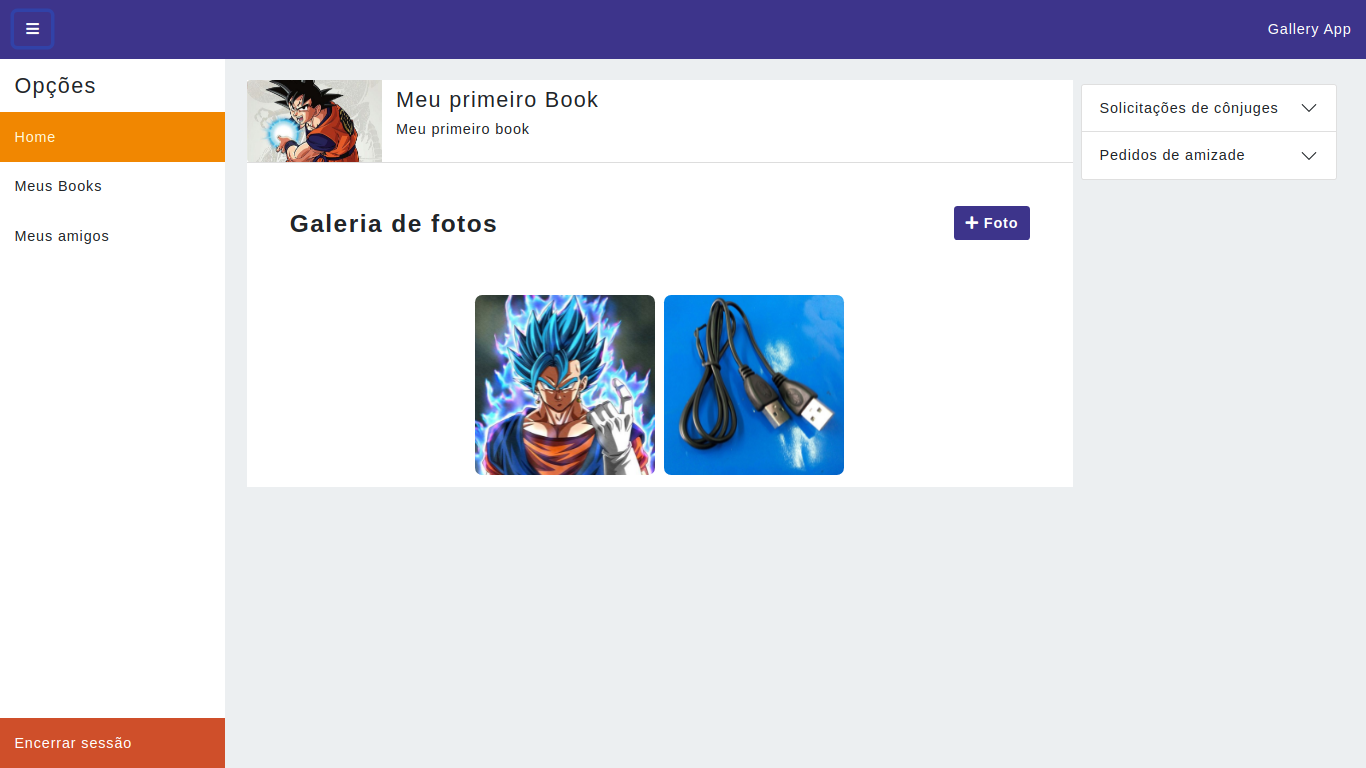 Gallery App
Opções
Home
Meus Books
Meus amigos
Encerrar sessão
Meu primeiro Book
Meu primeiro book
Galeria de fotos
Foto
Solicitações de cônjuges
Pedidos de amizade